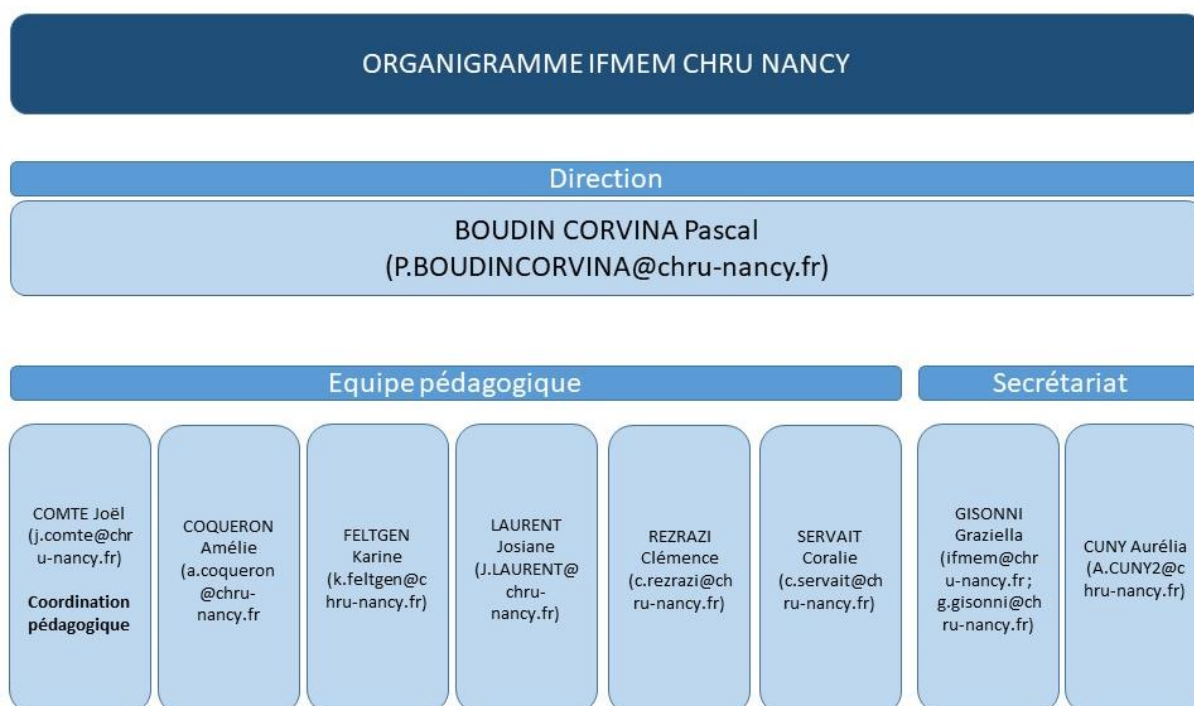 ORGANIGRAMME IFMEM CHRU NANCY
Direction
BOUDIN CORVINA Pascal
(P.BOUDINCORVINA@chru-nancy.fr)
Equipe pédagogique
Secrétariat
COMTE Joël
(j.comte@chr
u-nancy.fr)
Coordination
pédagogique
COQUERON
Amélie
(a.coqueron
@chru-
nancy.fr
FELTGEN
Karine
(k.feltgen@c
hru-nancy.fr)
LAURENT
Josiane
(J.LAURENT@
chru-
nancy.fr)
REZRAZI
Clémence
(c.rezrazi@ch
ru-nancy.fr)
SERVAIT
Coralie
(c.servait@ch
ru-nancy.fr)
GISONNI
Graziella
(ifmem@chr
u-nancy.fr ;
g.gisonni@ch
ru-nancy.fr)
CUNY Aurélia
(A.CUNY2@c
hru-nancy.fr)